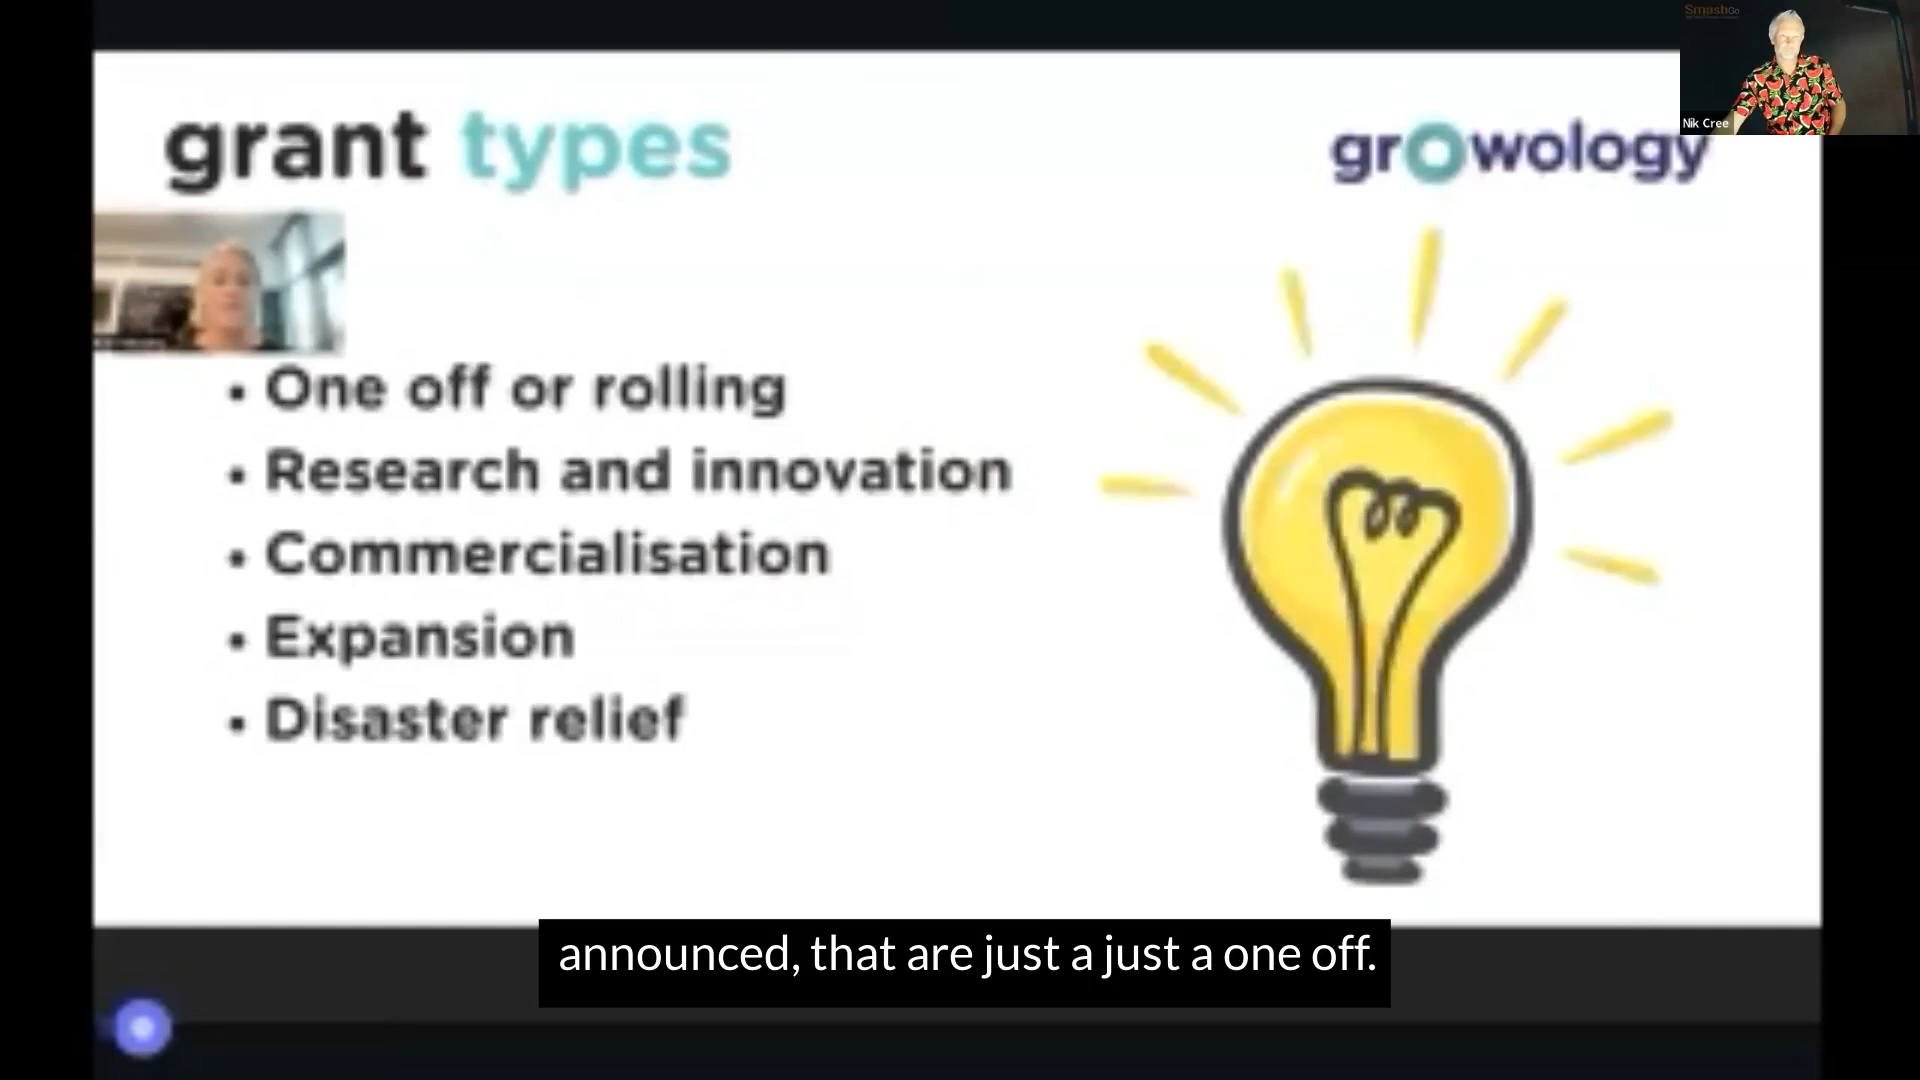 SmashGo
Nik Cree
grant types
growology
• One off or rolling
• Research and innovation
• Commercialisation
• Expansion
• Disaster relief
announced, that are just a just a one off.